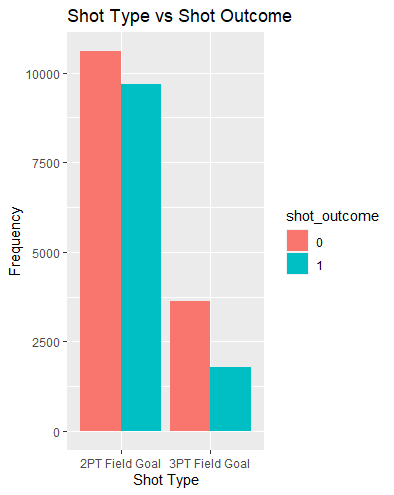 Shot Type vs Shot Outcome
Frequency
10000
7500
5000
2500
0
2PT Field Goal
3PT Field Goal
Shot Type
shot_outcome
0
1